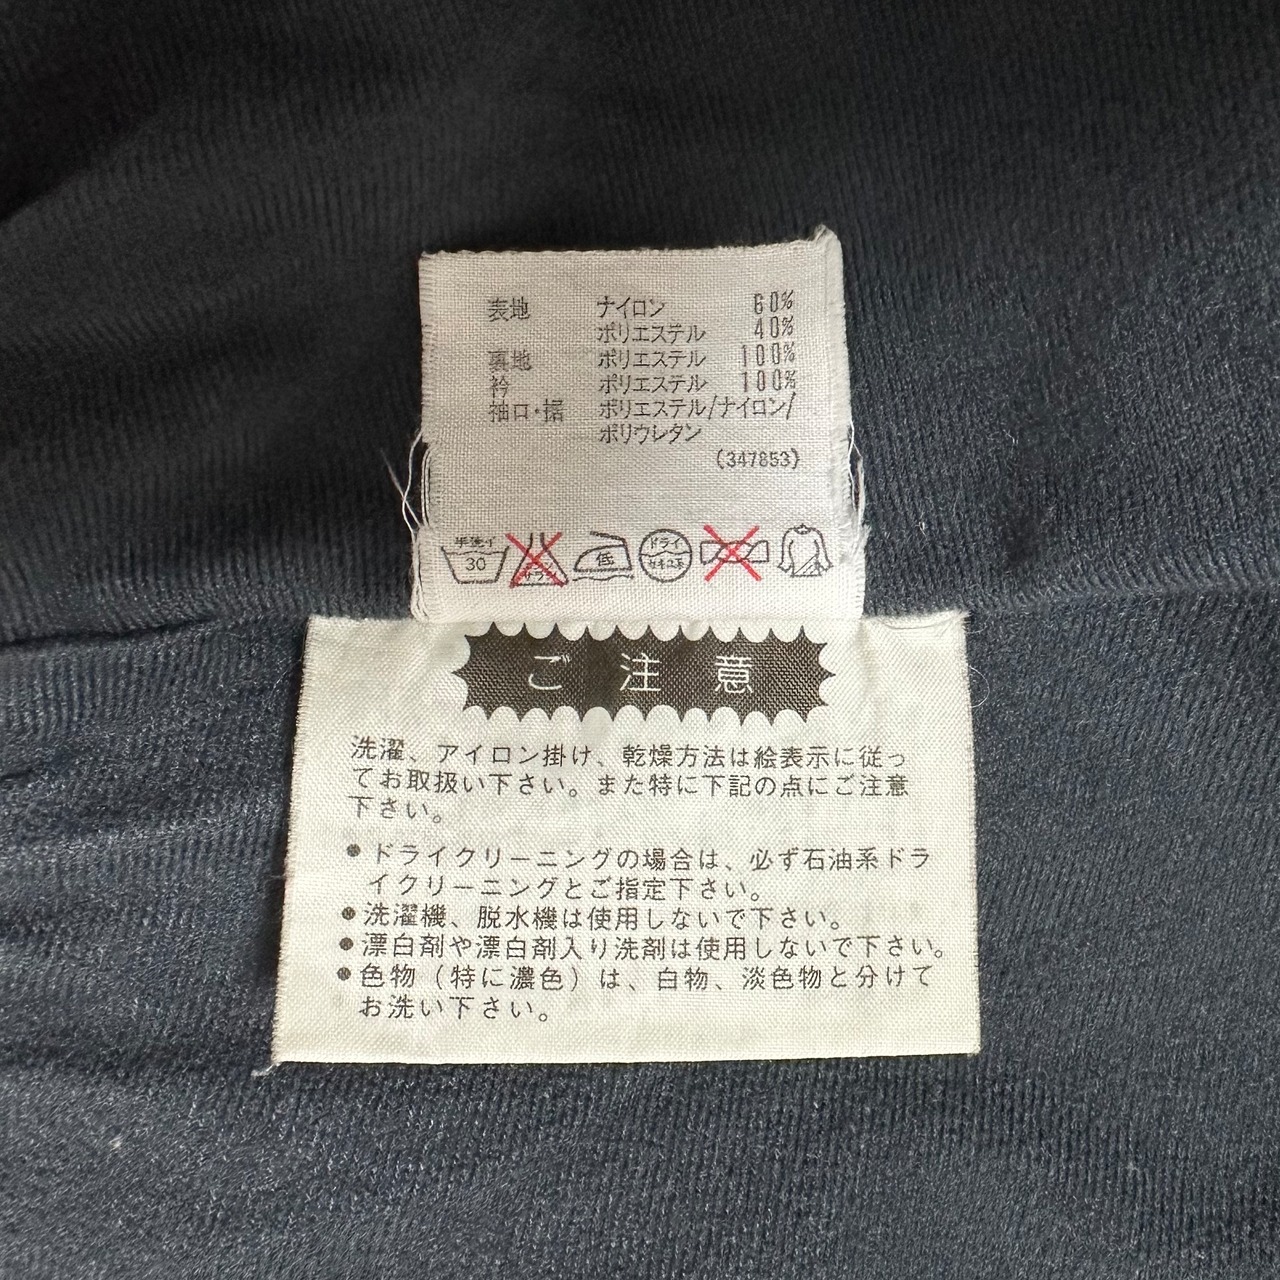 表地 ナイロン 60%
ポリエステル 40%
裏地 ポリエステル 100%
衿 ポリエステル 100%
袖口・裾 ポリエステル/ナイロン/
ポリウレタン
(347853)
手洗イ 30
低
ドライ セキユ系
ご注意
洗濯、アイロン掛け、乾燥方法は絵表示に従っ
てお取扱い下さい。また特に下記の点にご注意
下さい。
●ドライクリーニングの場合は、必ず石油系ドラ
イクリーニングとご指定下さい。
●洗濯機、脱水機は使用しないで下さい。
●漂白剤や漂白剤入り洗剤は使用しないで下さい。
●色物（特に濃色）は、白物、淡色物と分けて
お洗い下さい。